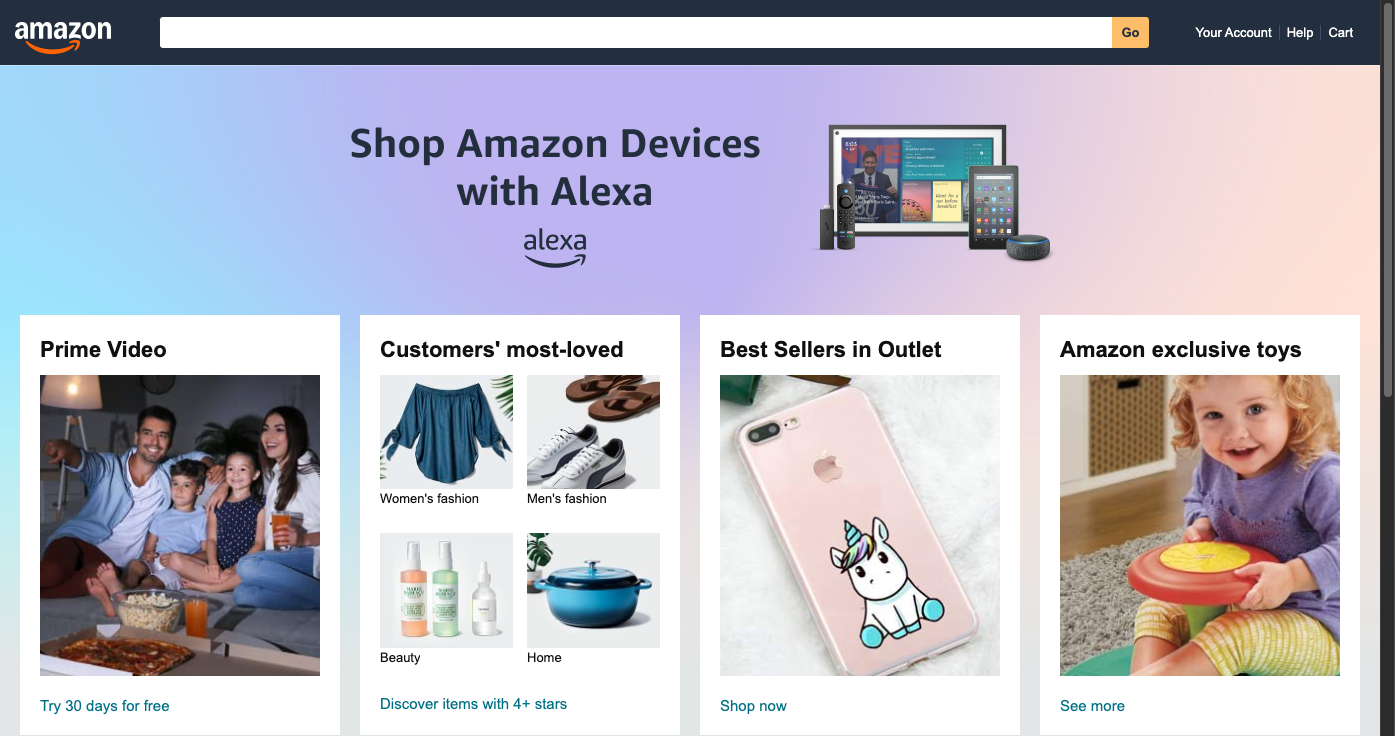 amazon
Go
Your Account
Help
Cart
Shop Amazon Devices
with Alexa
alexa
8:03
Prime Video
Customers' most-loved
Best Sellers in Outlet
Amazon exclusive toys
Women's fashion
Men's fashion
Beauty
Home
Try 30 days for free
Discover items with 4+ stars
Shop now
See more